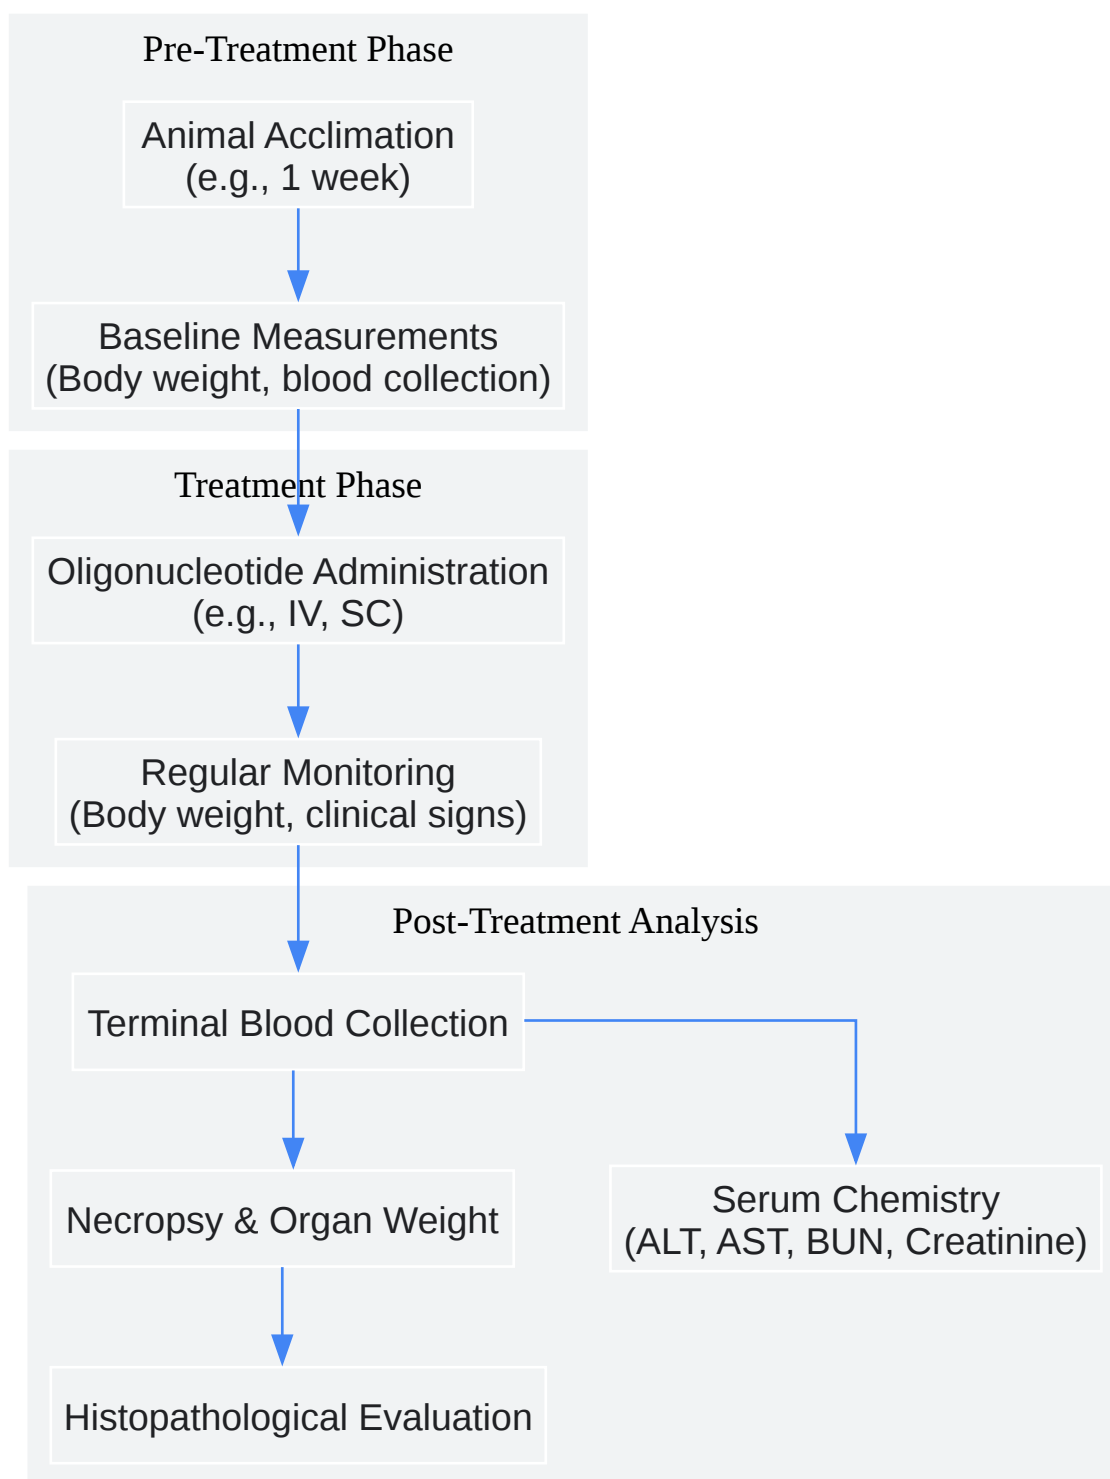 Pre-Treatment Phase
Animal Acclimation
(e.g., 1 week)
Baseline Measurements
(Body weight, blood collection)
Treatment Phase
Oligonucleotide Administration
(e.g., IV, SC)
Regular Monitoring
(Body weight, clinical signs)
Post-Treatment Analysis
Terminal Blood Collection
Necropsy & Organ Weight
Serum Chemistry
(ALT, AST, BUN, Creatinine)
Histopathological Evaluation